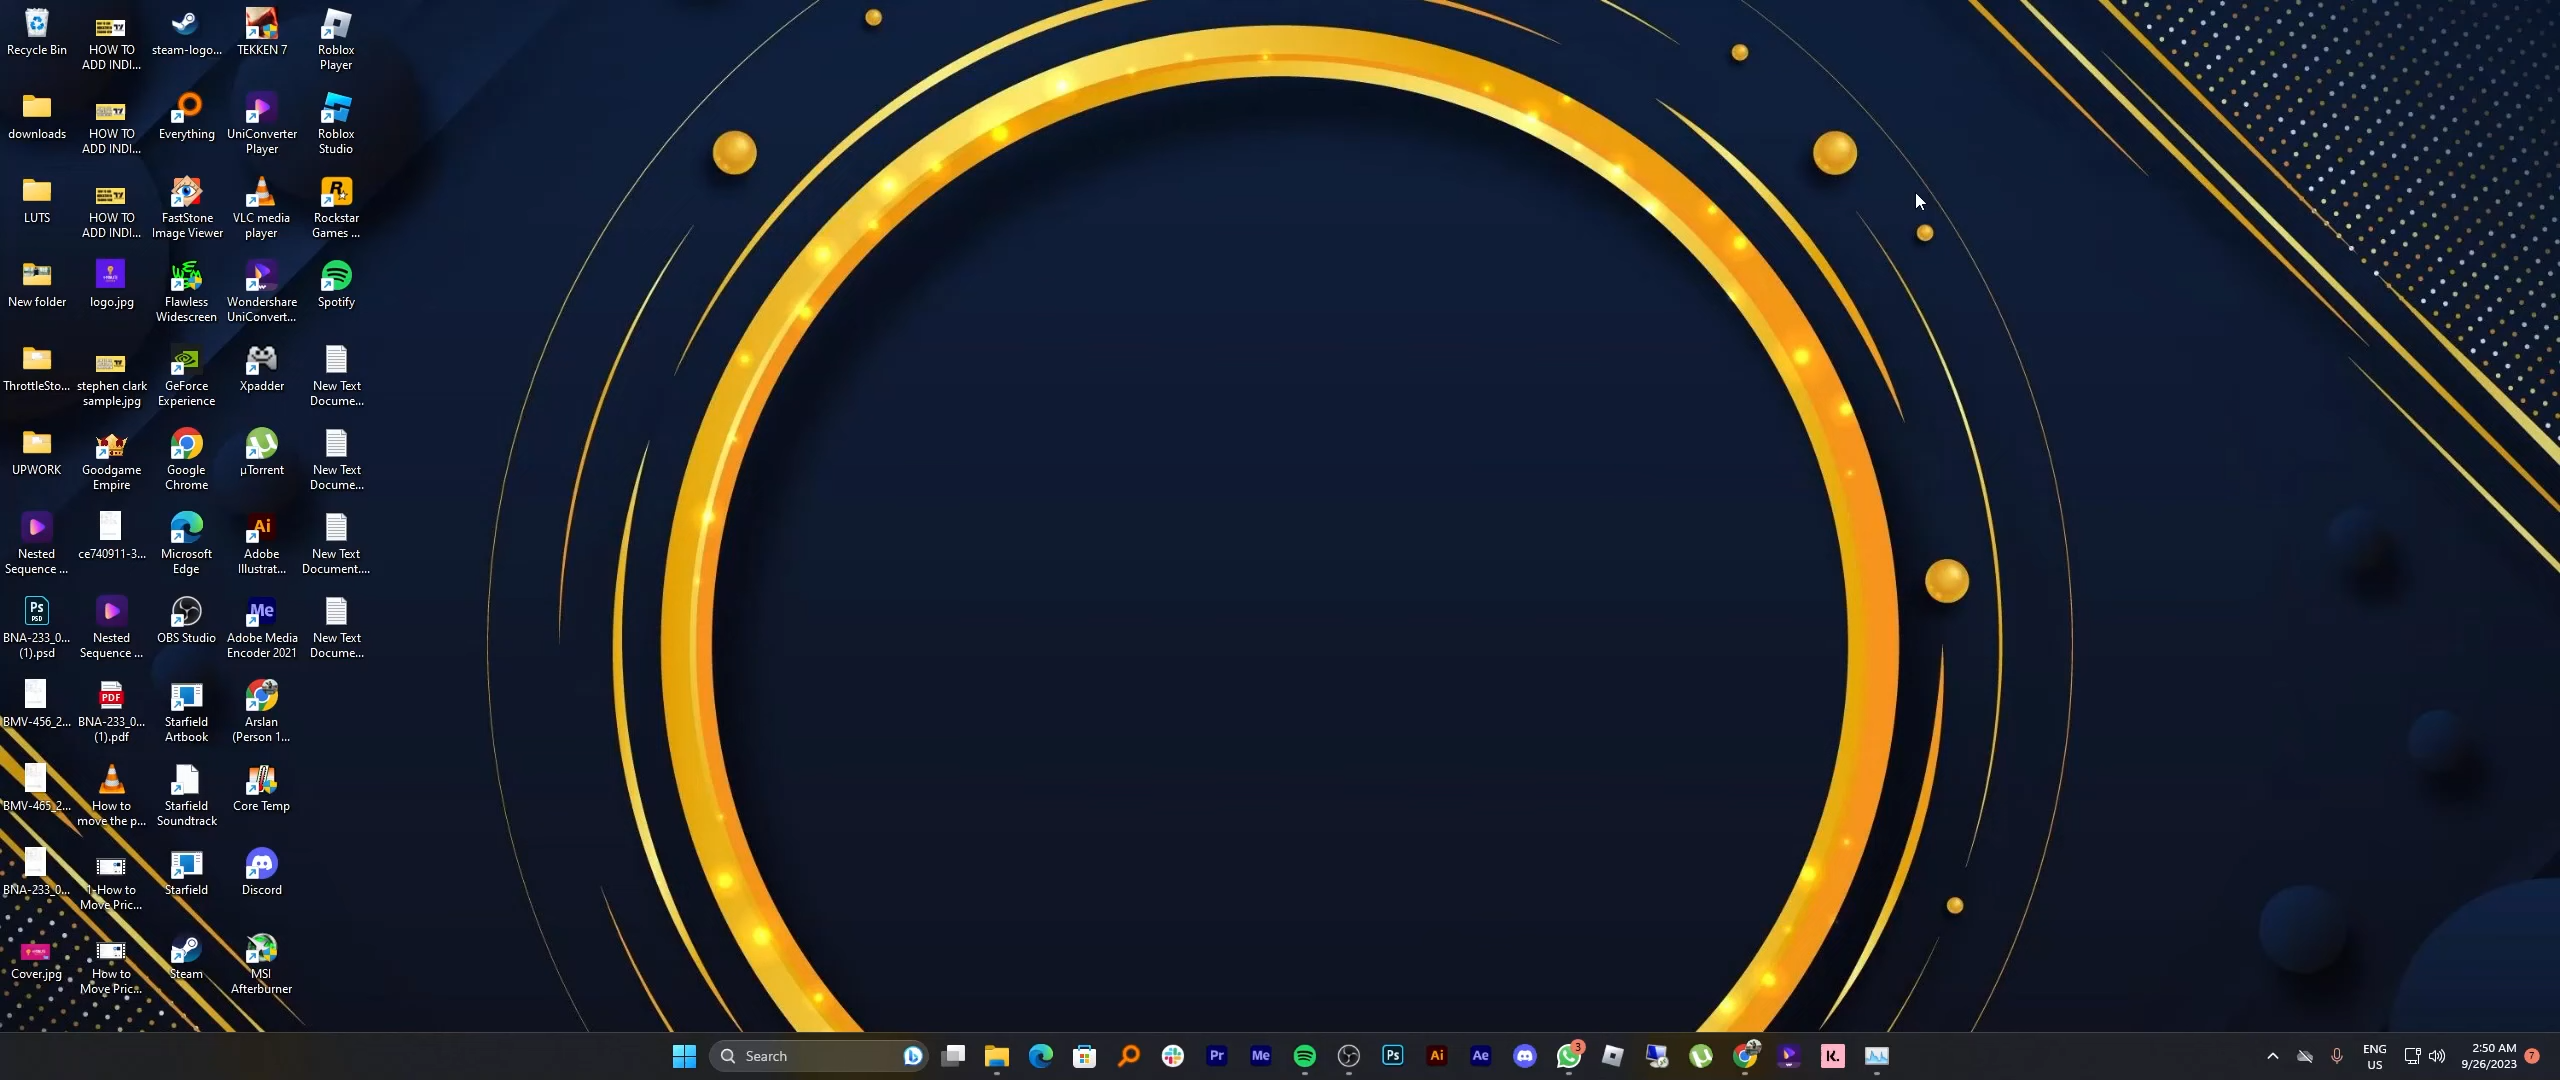 Recycle Bin
HOW TO
ADD INDI...
steam-logo...
TEKKEN 7
Roblox
Player
downloads
HOW TO
ADD INDI...
Everything
UniConverter
Player
Roblox
Studio
LUTS
HOW TO
ADD INDI...
FastStone
Image Viewer
VLC media
player
Rockstar
Games ...
New folder
logo.jpg
Flawless
Widescreen
Wondershare
UniConvert...
Spotify
ThrottleSto...
stephen clark
sample.jpg
GeForce
Experience
Xpadder
New Text
Docume...
UPWORK
Goodgame
Empire
Google
Chrome
µTorrent
New Text
Docume...
Nested
Sequence ...
ce740911-3...
Microsoft
Edge
Adobe
Illustrat...
New Text
Document....
BNA-233_0...
(1).psd
Nested
Sequence ...
OBS Studio
Adobe Media
Encoder 2021
New Text
Docume...
BMV-456_2...
BNA-233_0...
(1).pdf
Starfield
Artbook
Arslan
(Person 1...
BMV-465_2...
How to
move the p...
Starfield
Soundtrack
Core Temp
BNA-233_0...
1-How to
Move Pric...
Starfield
Discord
Cover.jpg
How to
Move Pric...
Steam
MSI
Afterburner
Search
Pr
Me
Ps
Ai
Ae
3
K.
ENG
US
2:50 AM
9/26/2023
7